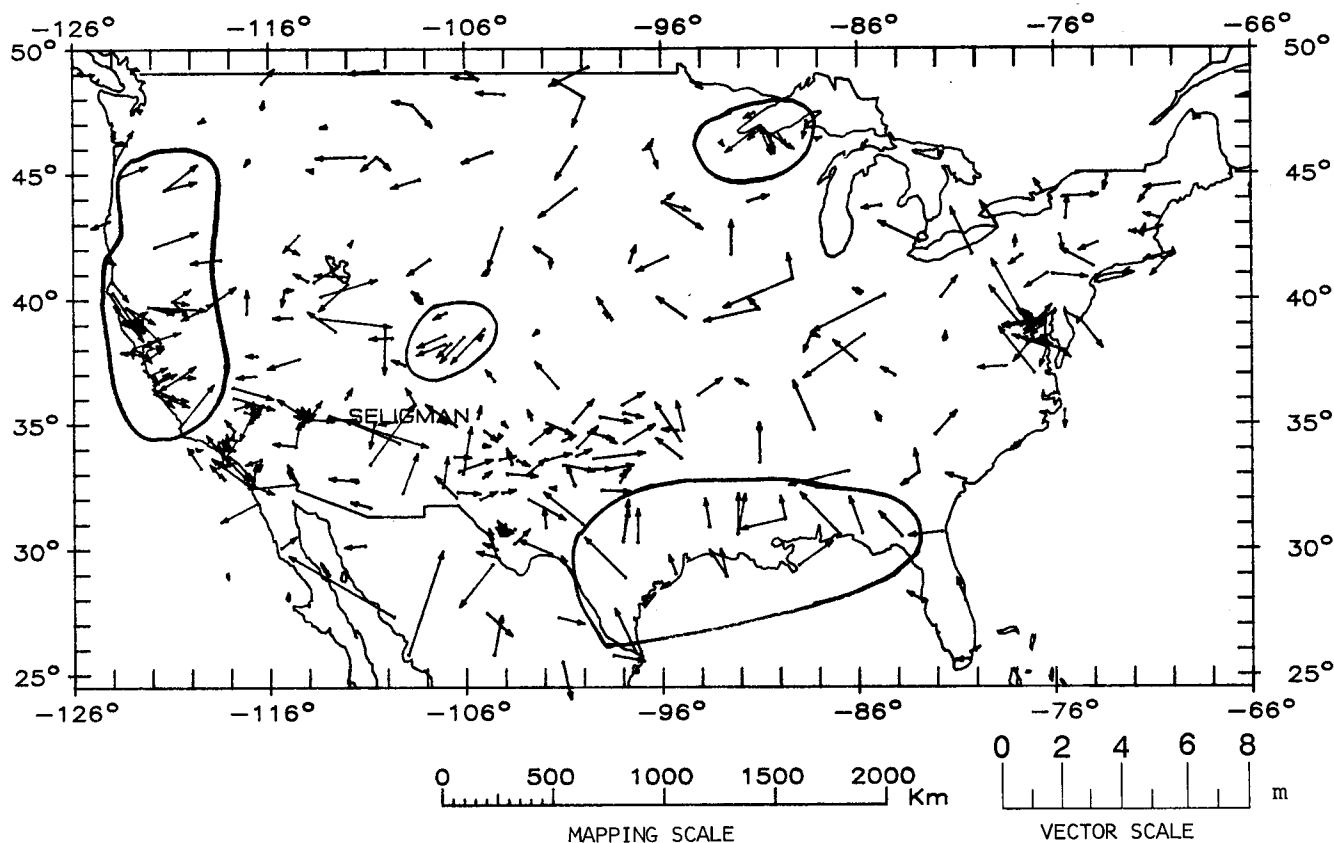 −126° −116° −106° −96° −86° −76° −66°
50° 50°
45° 45°
40° 40°
35° SELIGMAN 35°
30° 30°
25° 25°
−126° −116° −106° −96° −86° −76° −66°
0 2 4 6 8
0 500 1000 1500 2000
Km
m
MAPPING SCALE
VECTOR SCALE